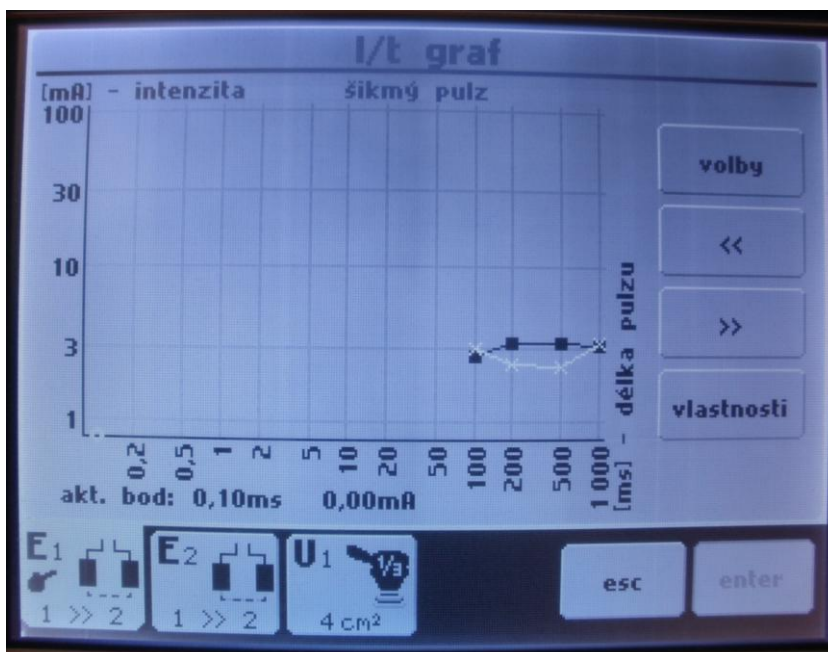 I/t graf
[mA] - intenzita šikmý pulz
100
30
10
3
1
0,2
0,5
1
2
5
10
20
50
100
200
500
1 000
[ms] - délka pulzu
akt. bod: 0,10ms 0,00mA
volby
<<
>>
vlastnosti
E1
1 >> 2
E2
1 >> 2
U1
1/3
4 cm²
esc
enter